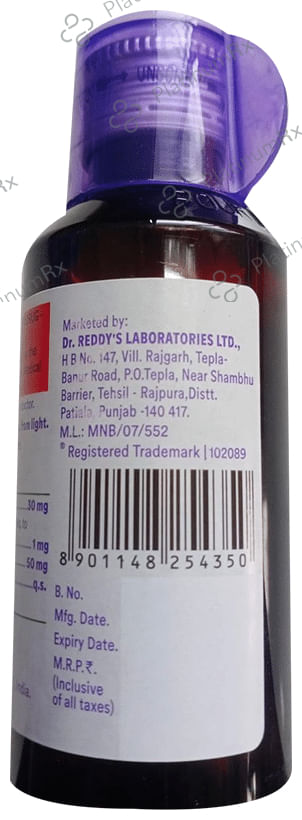 UNSCREW
PlatinumRx
Marketed by:
Dr. REDDY'S LABORATORIES LTD.,
H B No. 147, Vill. Rajgarh, Tepla-
Banur Road, P.O.Tepla, Near Shambhu
Barrier, Tehsil - Rajpura,Distt.
Patiala, Punjab -140 417.
M.L.: MNB/07/552
® Registered Trademark | 102089
8 901148 254350
B. No.
Mfg. Date.
Expiry Date.
M.R.P.₹.
(Inclusive
of all taxes)
from light.
30 mg
1 mg
50 mg
q.s.